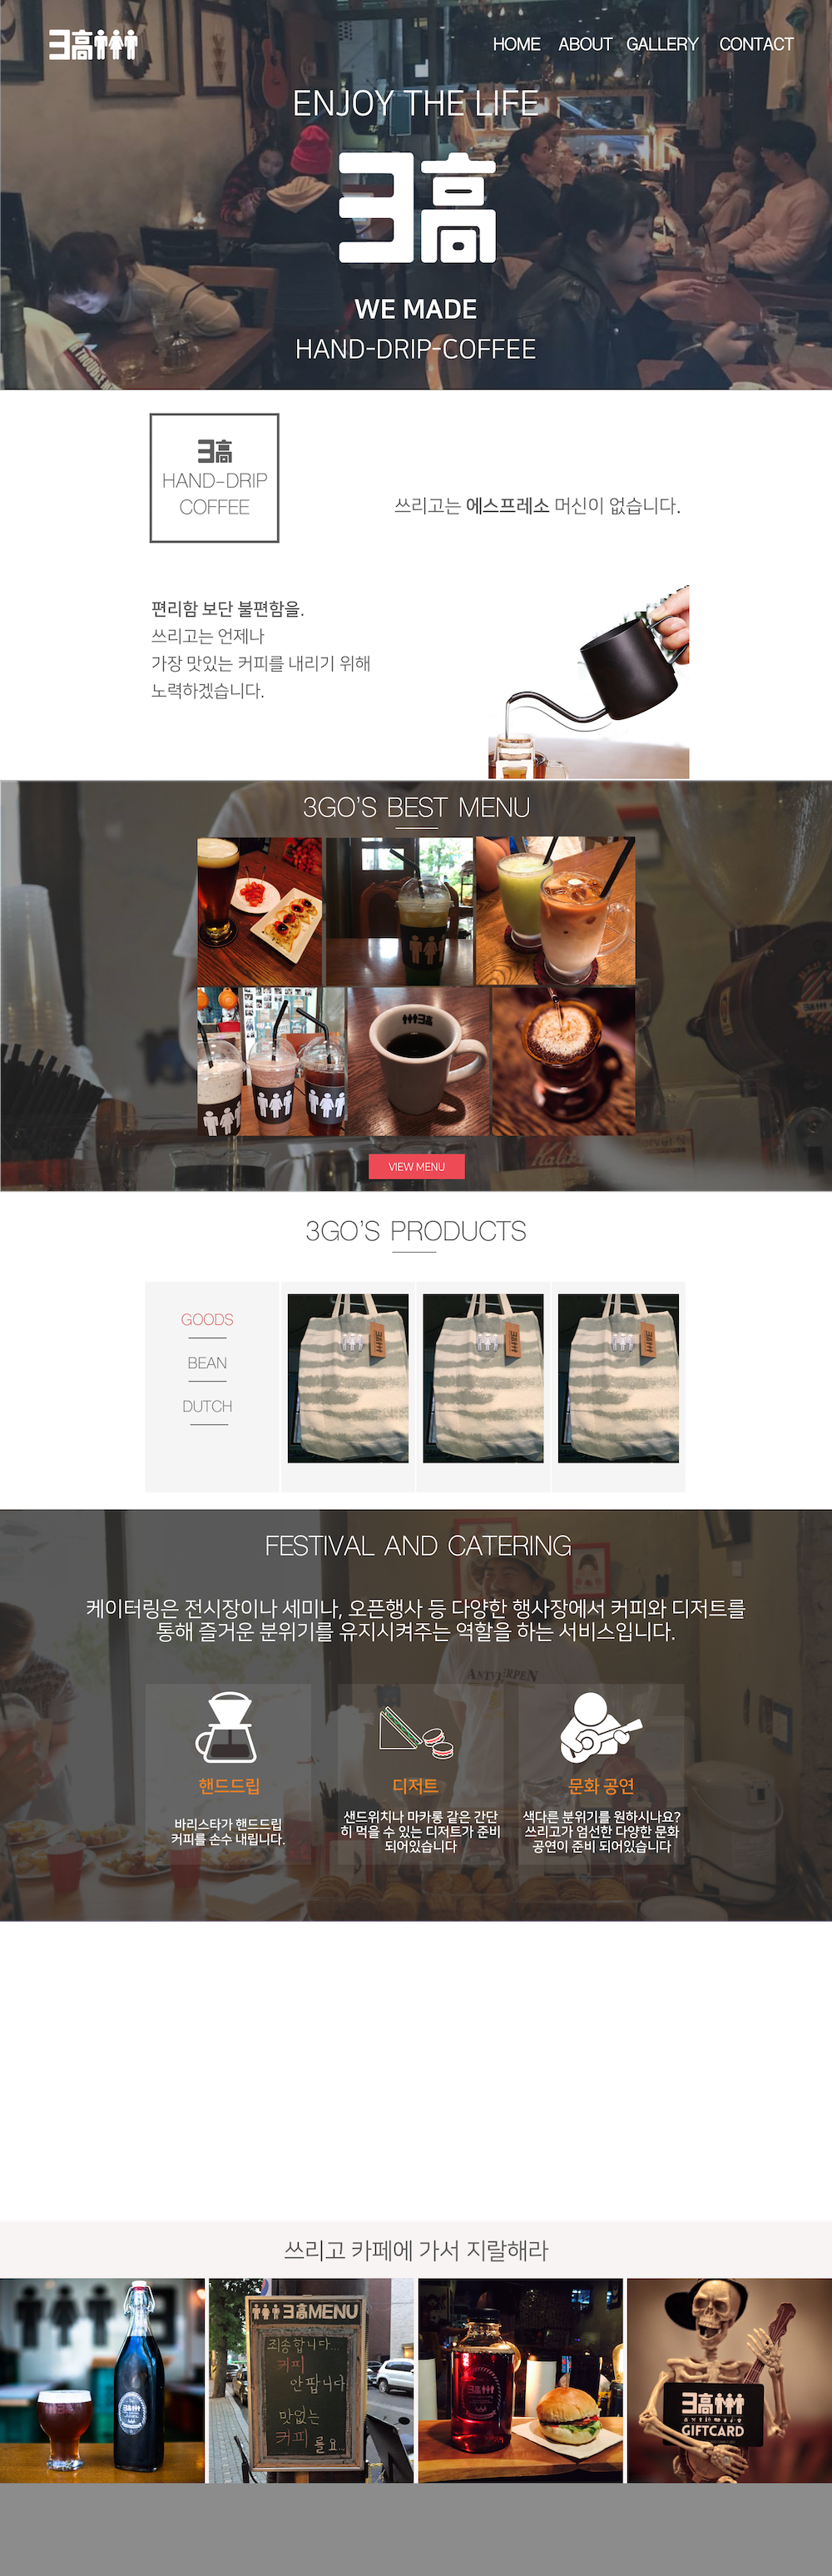 3高
HOME ABOUT GALLERY CONTACT
ENJOY THE LIFE
3高
WE MADE
HAND-DRIP-COFFEE
3高
HAND-DRIP
COFFEE
쓰리고는 에스프레소 머신이 없습니다.
편리함 보단 불편함을.
쓰리고는 언제나
가장 맛있는 커피를 내리기 위해
노력하겠습니다.
3GO'S BEST MENU
3高
VIEW MENU
3GO'S PRODUCTS
GOODS
BEAN
DUTCH
FESTIVAL AND CATERING
케이터링은 전시장이나 세미나, 오픈행사 등 다양한 행사장에서 커피와 디저트를
통해 즐거운 분위기를 유지시켜주는 역할을 하는 서비스입니다.
ANTWERPEN
핸드드립
바리스타가 핸드드립
커피를 손수 내립니다.
디저트
샌드위치나 마카롱 같은 간단
히 먹을 수 있는 디저트가 준비
되어있습니다
문화 공연
색다른 분위기를 원하시나요?
쓰리고가 엄선한 다양한 문화
공연이 준비 되어있습니다
쓰리고 카페에 가서 지랄해라
3高MENU
죄송합니다...
커피
안팝니다
맛없는
커피를요...
3高
GIFTCARD